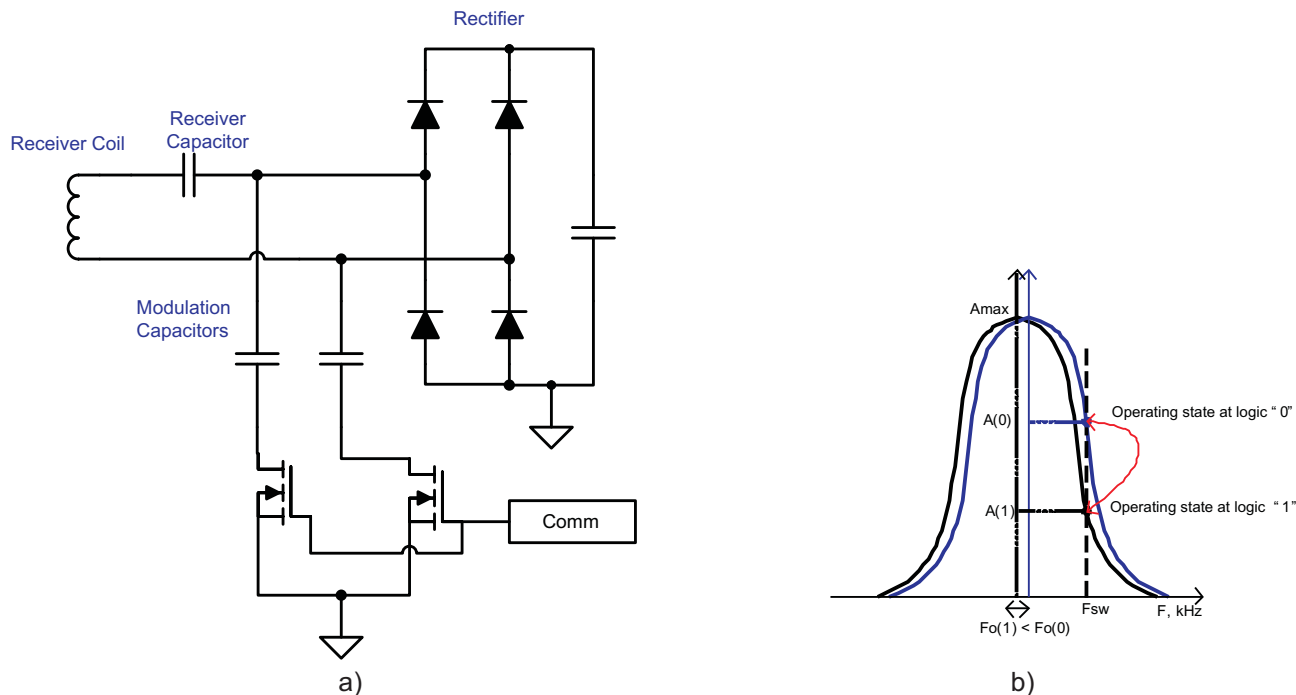 Rectifier
Receiver
Capacitor
Receiver Coil
Modulation
Capacitors
Comm
a)
Amax
A(0)
Operating state at logic “ 0”
A(1)
Operating state at logic “ 1”
Fsw
F, kHz
Fo(1) < Fo(0)
b)